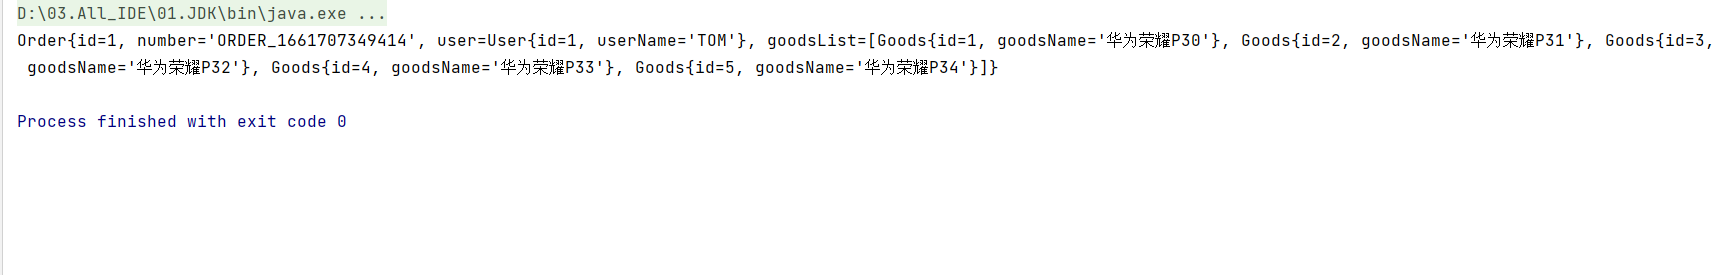 D:\03.All_IDE\01.JDK\bin\java.exe ...
Order{id=1, number='ORDER_1661707349414', user=User{id=1, userName='TOM'}, goodsList=[Goods{id=1, goodsName='华为荣耀P30'}, Goods{id=2, goodsName='华为荣耀P31'}, Goods{id=3,
goodsName='华为荣耀P32'}, Goods{id=4, goodsName='华为荣耀P33'}, Goods{id=5, goodsName='华为荣耀P34'}]}
Process finished with exit code 0